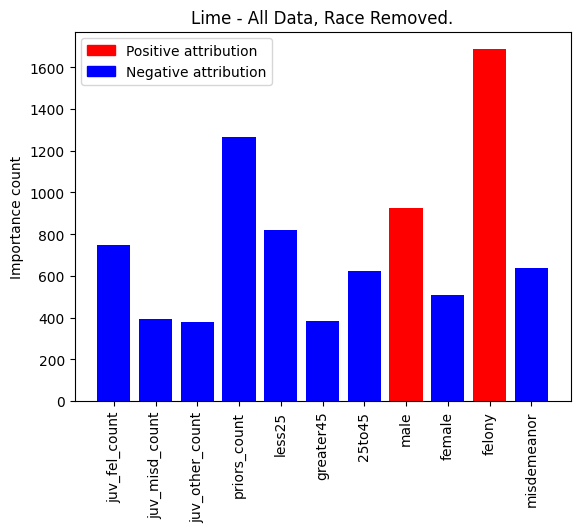 Lime - All Data, Race Removed.
Positive attribution
Negative attribution
Importance count
1600
1400
1200
1000
800
600
400
200
0
juv_fel_count
juv_misd_count
juv_other_count
priors_count
less25
greater45
25to45
male
female
felony
misdemeanor